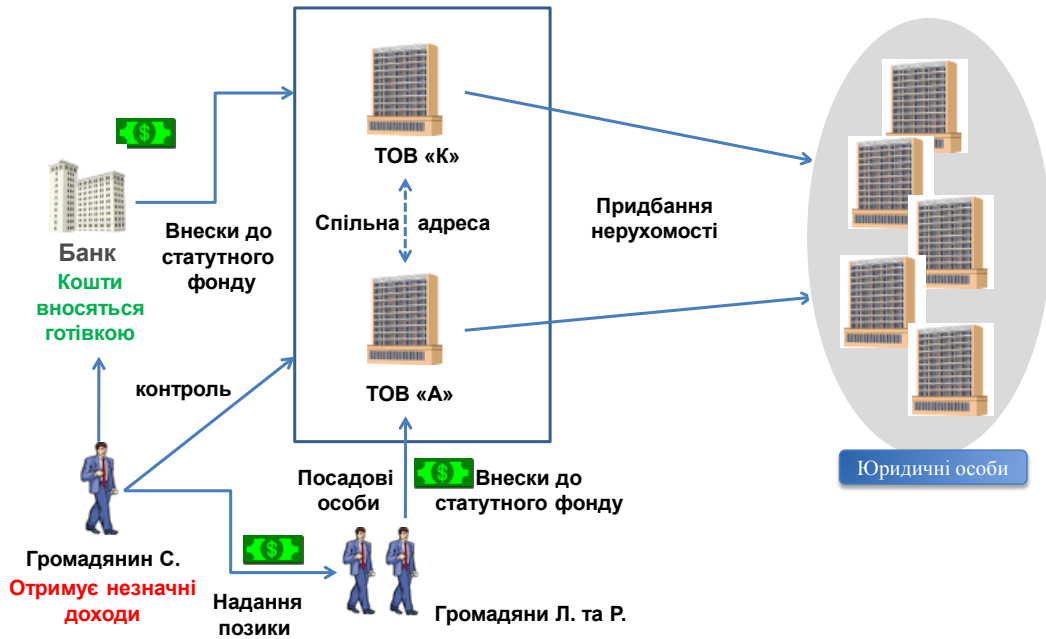 ТОВ «К»
Спільна адреса
ТОВ «А»
Банк
Кошти
вносяться
готівкою
Внески до
статутного
фонду
контроль
Придбання
нерухомості
Юридичні особи
Посадові
особи
Внески до
статутного фонду
Громадянин С.
Отримує незначні
доходи
Надання
позики
Громадяни Л. та Р.